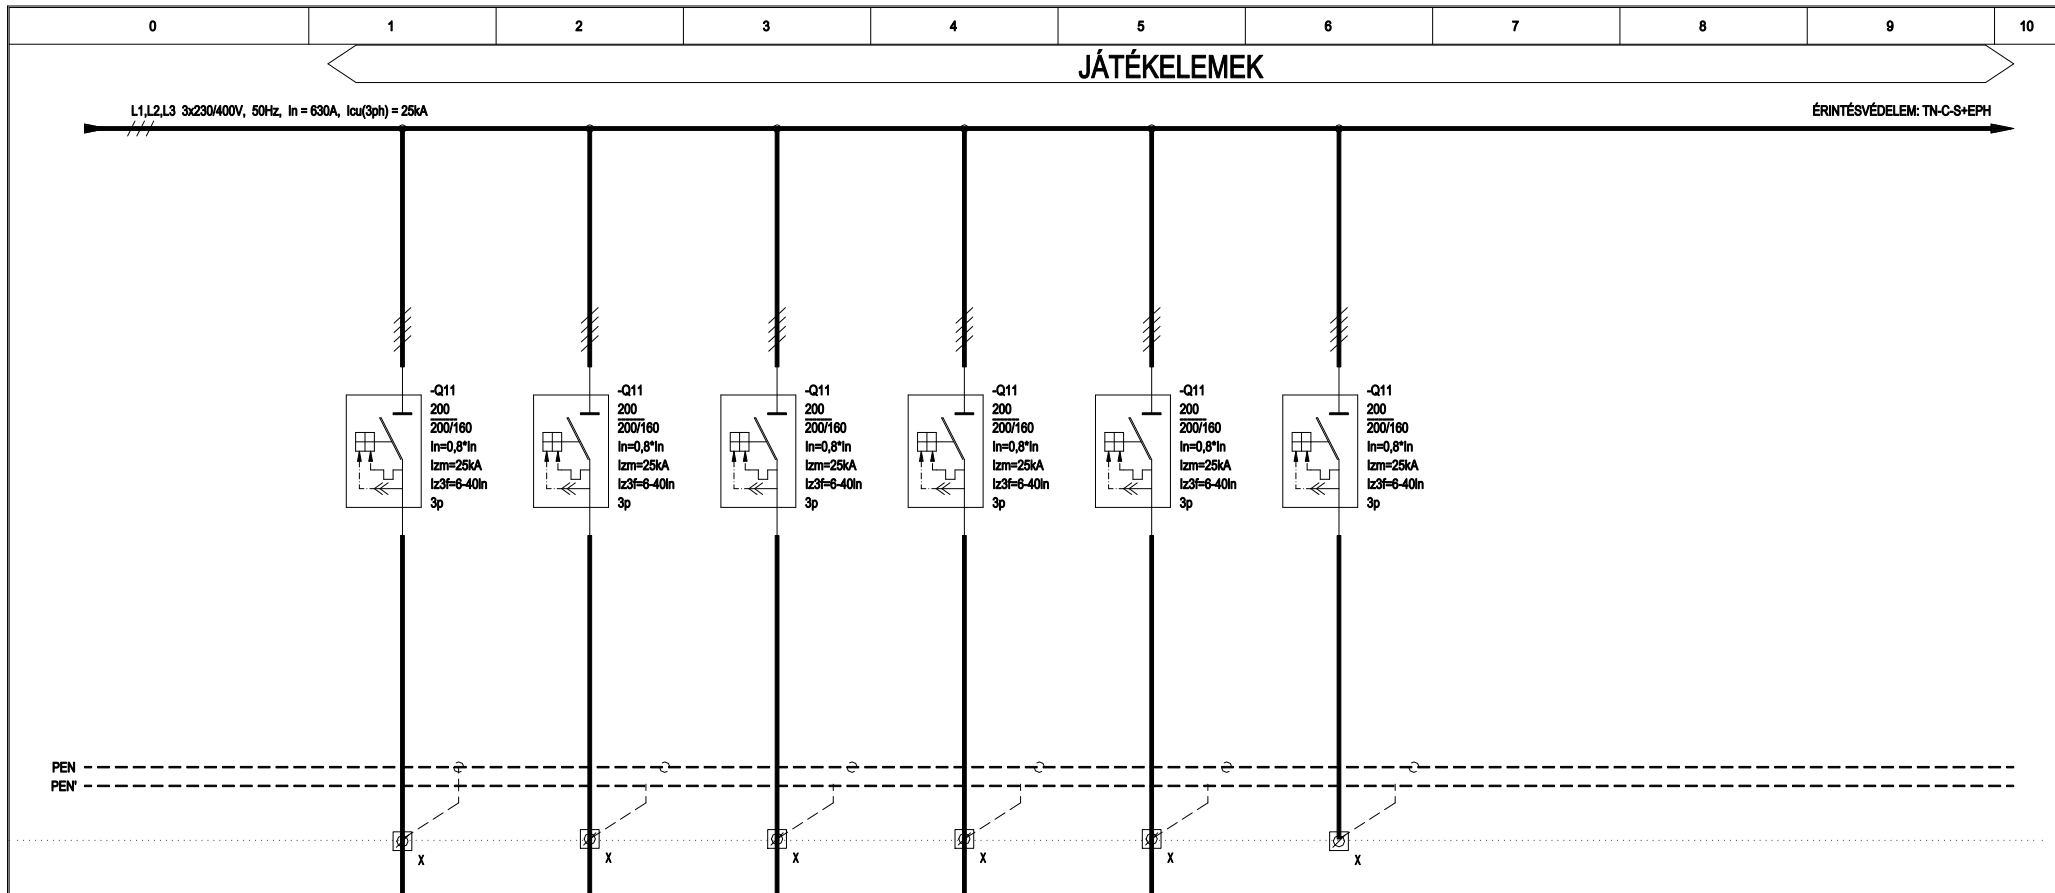 0 1 2 3 4 5 6 7 8 9 10
JÁTÉKELEMEK
L1,L2,L3 3x230/400V, 50Hz, In = 630A, Icu(3ph) = 25kA
ÉRINTÉSVÉDELEM: TN-C-S+EPH
-Q11
200
200/160
In=0,8*In
Izm=25kA
Iz3f=6-40In
3p
-Q11
200
200/160
In=0,8*In
Izm=25kA
Iz3f=6-40In
3p
-Q11
200
200/160
In=0,8*In
Izm=25kA
Iz3f=6-40In
3p
-Q11
200
200/160
In=0,8*In
Izm=25kA
Iz3f=6-40In
3p
-Q11
200
200/160
In=0,8*In
Izm=25kA
Iz3f=6-40In
3p
-Q11
200
200/160
In=0,8*In
Izm=25kA
Iz3f=6-40In
3p
PEN
PEN'
X X X X X X